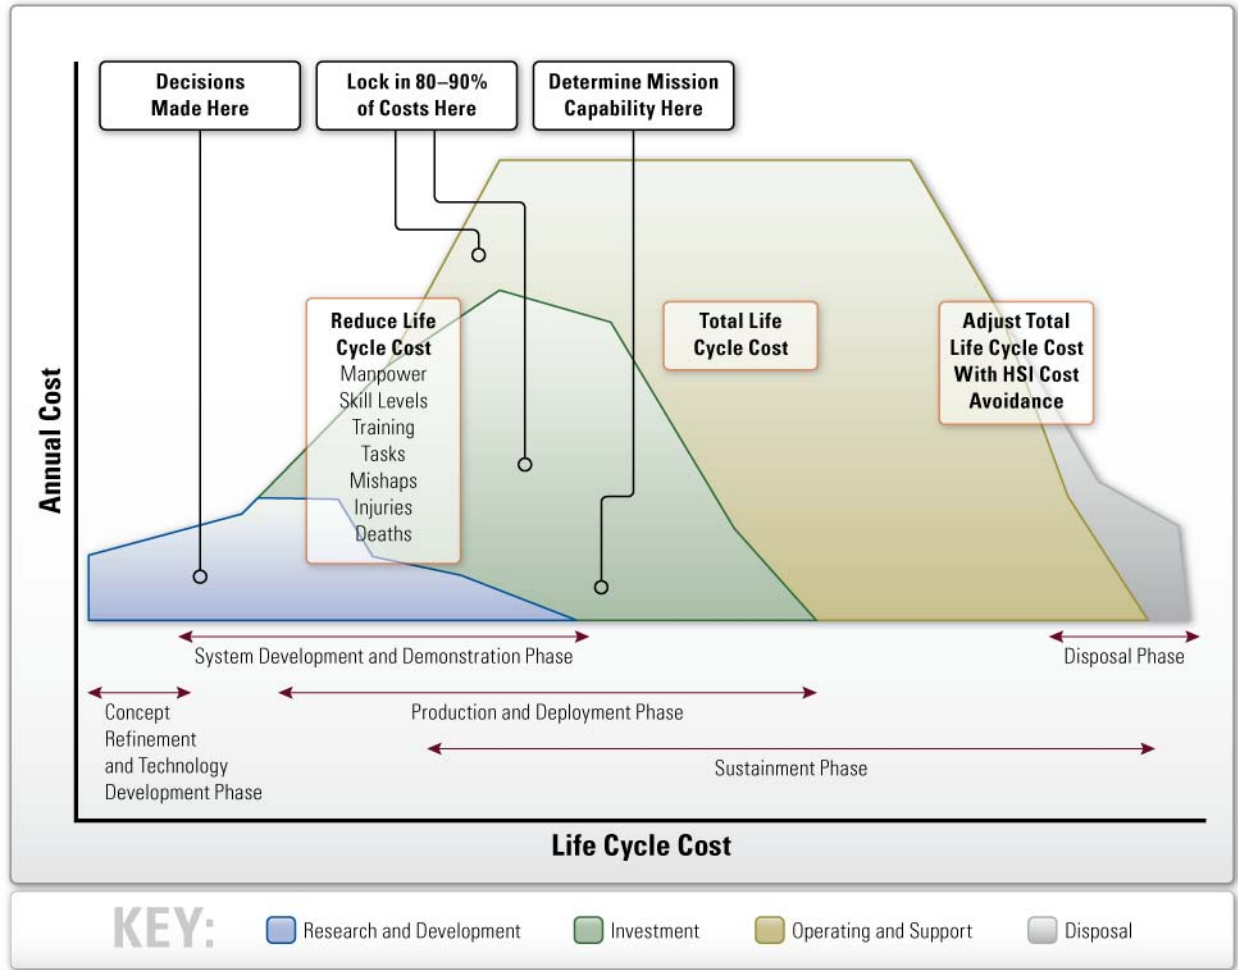 Decisions
Made Here
Lock in 80–90%
of Costs Here
Determine Mission
Capability Here
Annual Cost
Reduce Life
Cycle Cost
Manpower
Skill Levels
Training
Tasks
Mishaps
Injuries
Deaths
Total Life
Cycle Cost
Adjust Total
Life Cycle Cost
With HSI Cost
Avoidance
System Development and Demonstration Phase
Disposal Phase
Concept
Refinement
and Technology
Development Phase
Production and Deployment Phase
Sustainment Phase
Life Cycle Cost
KEY:
Research and Development
Investment
Operating and Support
Disposal